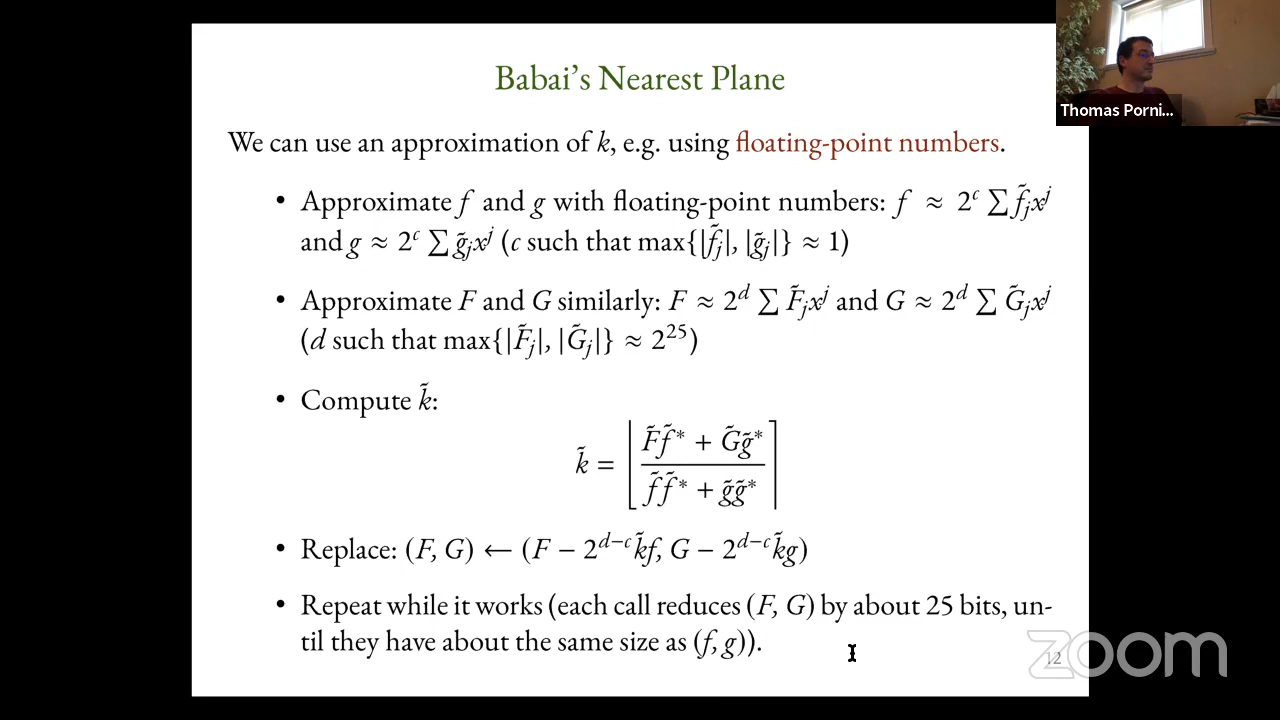 Babai's Nearest Plane
Thomas Porni...
We can use an approximation of k, e.g. using floating-point numbers.
• Approximate f and g with floating-point numbers: f ≈ 2^c ∑ f̃_j x^j
and g ≈ 2^c ∑ g̃_j x^j (c such that max{|f̃_j|, |g̃_j|} ≈ 1)
• Approximate F and G similarly: F ≈ 2^d ∑ F̃_j x^j and G ≈ 2^d ∑ G̃_j x^j
(d such that max{|F̃_j|, |G̃_j|} ≈ 2^25)
• Compute k̃:
k̃ = ⌊(F̃f̃* + G̃g̃*) / (f̃f̃* + g̃g̃*)⌉
• Replace: (F, G) ← (F − 2^{d−c}k̃f, G − 2^{d−c}k̃g)
• Repeat while it works (each call reduces (F, G) by about 25 bits, un-
til they have about the same size as (f, g)).
12
zoom